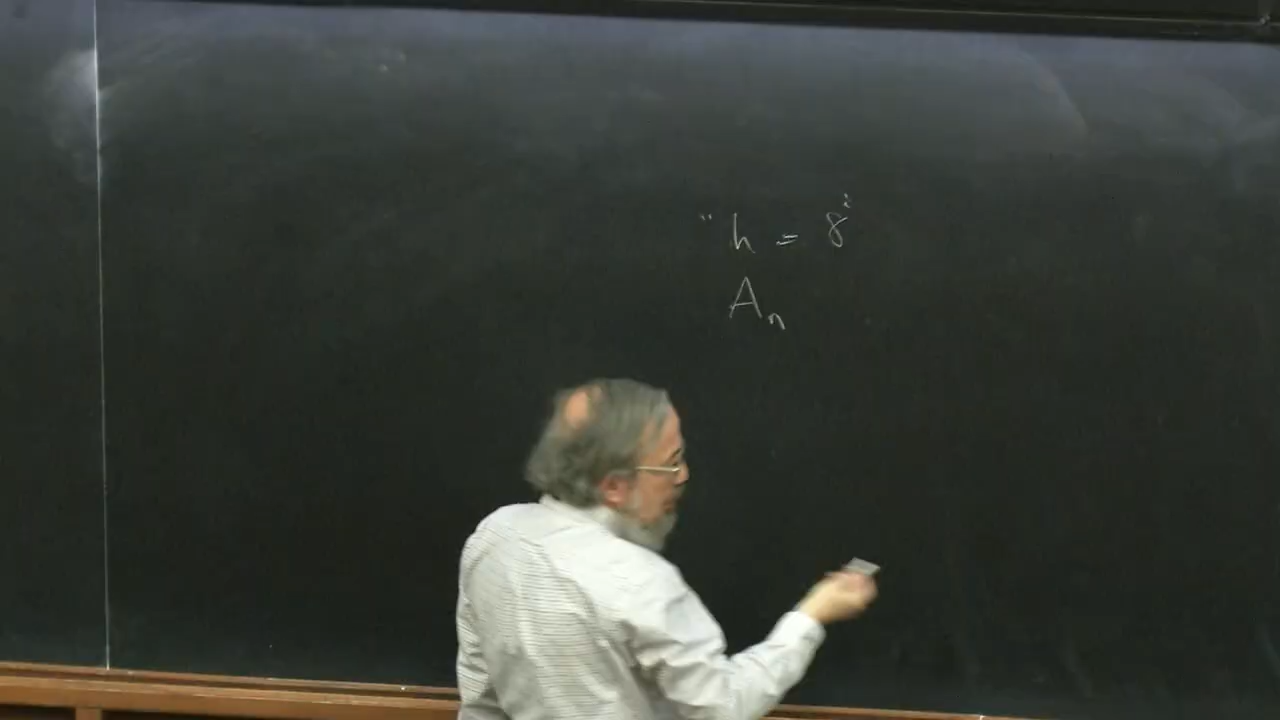 "h = 8"
A_n